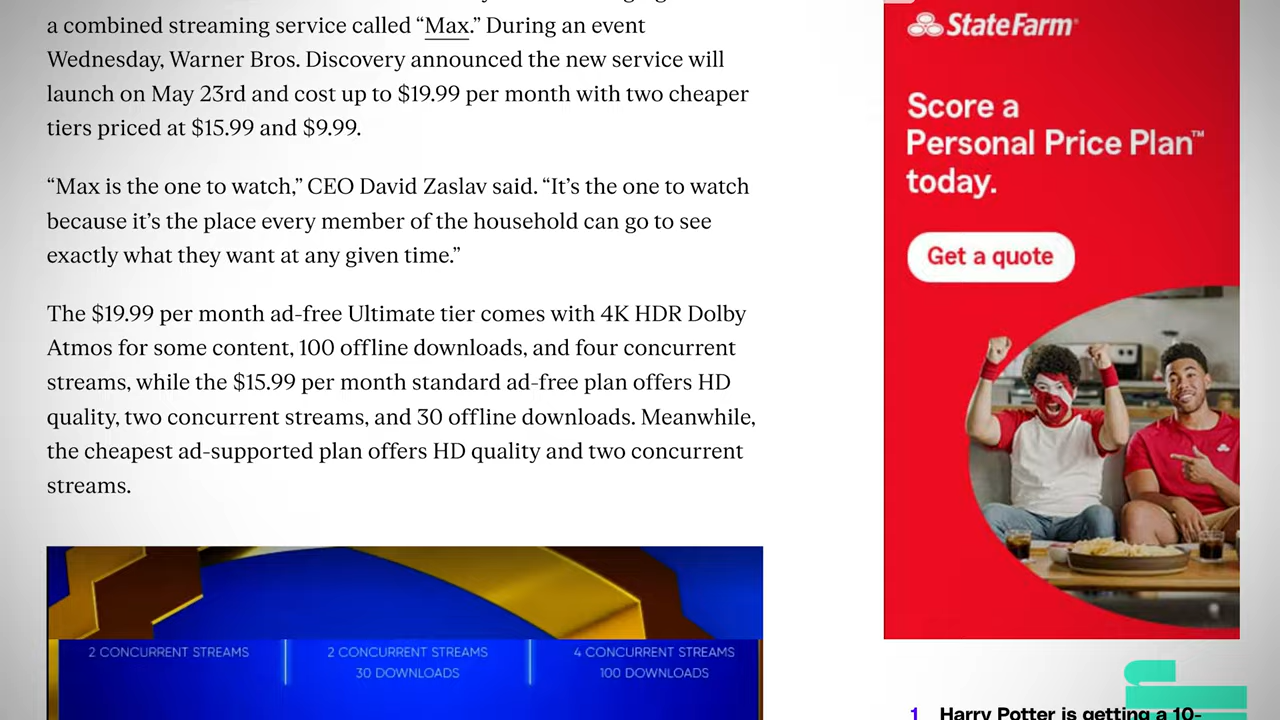 a combined streaming service called “Max.” During an event
Wednesday, Warner Bros. Discovery announced the new service will
launch on May 23rd and cost up to $19.99 per month with two cheaper
tiers priced at $15.99 and $9.99.
“Max is the one to watch,” CEO David Zaslav said. “It’s the one to watch
because it’s the place every member of the household can go to see
exactly what they want at any given time.”
The $19.99 per month ad-free Ultimate tier comes with 4K HDR Dolby
Atmos for some content, 100 offline downloads, and four concurrent
streams, while the $15.99 per month standard ad-free plan offers HD
quality, two concurrent streams, and 30 offline downloads. Meanwhile,
the cheapest ad-supported plan offers HD quality and two concurrent
streams.
2 CONCURRENT STREAMS
2 CONCURRENT STREAMS
30 DOWNLOADS
4 CONCURRENT STREAMS
100 DOWNLOADS
StateFarm®
Score a
Personal Price Plan™
today.
Get a quote
1 Harry Potter is getting a 10-